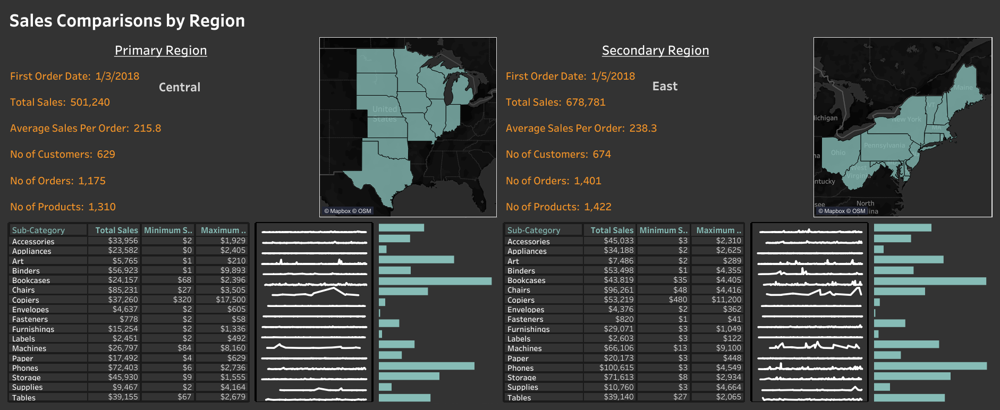 Sales Comparisons by Region
Primary Region
First Order Date: 1/3/2018
Central
Total Sales: 501,240
Average Sales Per Order: 215.8
No of Customers: 629
No of Orders: 1,175
No of Products: 1,310
United
States
© Mapbox © OSM
Secondary Region
First Order Date: 1/5/2018
East
Total Sales: 678,781
Average Sales Per Order: 238.3
No of Customers: 674
No of Orders: 1,401
No of Products: 1,422
Maine
VT
ichigan
New York
MA
Pennsylvania
Ohio
na
West
Virginia
ntucky
see
North
lina
© Mapbox © OSM
Sub-Category Total Sales Minimum S.. Maximum ..
Accessories $33,956 $2 $1,929
Appliances $23,582 $0 $2,405
Art $5,765 $1 $210
Binders $56,923 $1 $9,893
Bookcases $24,157 $68 $2,396
Chairs $85,231 $27 $3,505
Copiers $37,260 $320 $17,500
Envelopes $4,637 $2 $605
Fasteners $778 $2 $58
Furnishings $15,254 $2 $1,336
Labels $2,451 $2 $492
Machines $26,797 $84 $8,160
Paper $17,492 $4 $629
Phones $72,403 $6 $2,736
Storage $45,930 $9 $1,555
Supplies $9,467 $2 $4,164
Tables $39,155 $67 $2,679
Sub-Category Total Sales Minimum S.. Maximum ..
Accessories $45,033 $3 $2,310
Appliances $34,188 $2 $2,625
Art $7,486 $2 $289
Binders $53,498 $1 $4,355
Bookcases $43,819 $35 $4,405
Chairs $96,261 $48 $4,416
Copiers $53,219 $480 $11,200
Envelopes $4,376 $2 $362
Fasteners $820 $1 $41
Furnishings $29,071 $3 $1,049
Labels $2,603 $3 $122
Machines $66,106 $13 $9,100
Paper $20,173 $3 $448
Phones $100,615 $3 $4,549
Storage $71,613 $8 $2,934
Supplies $10,760 $3 $4,664
Tables $39,140 $27 $2,065